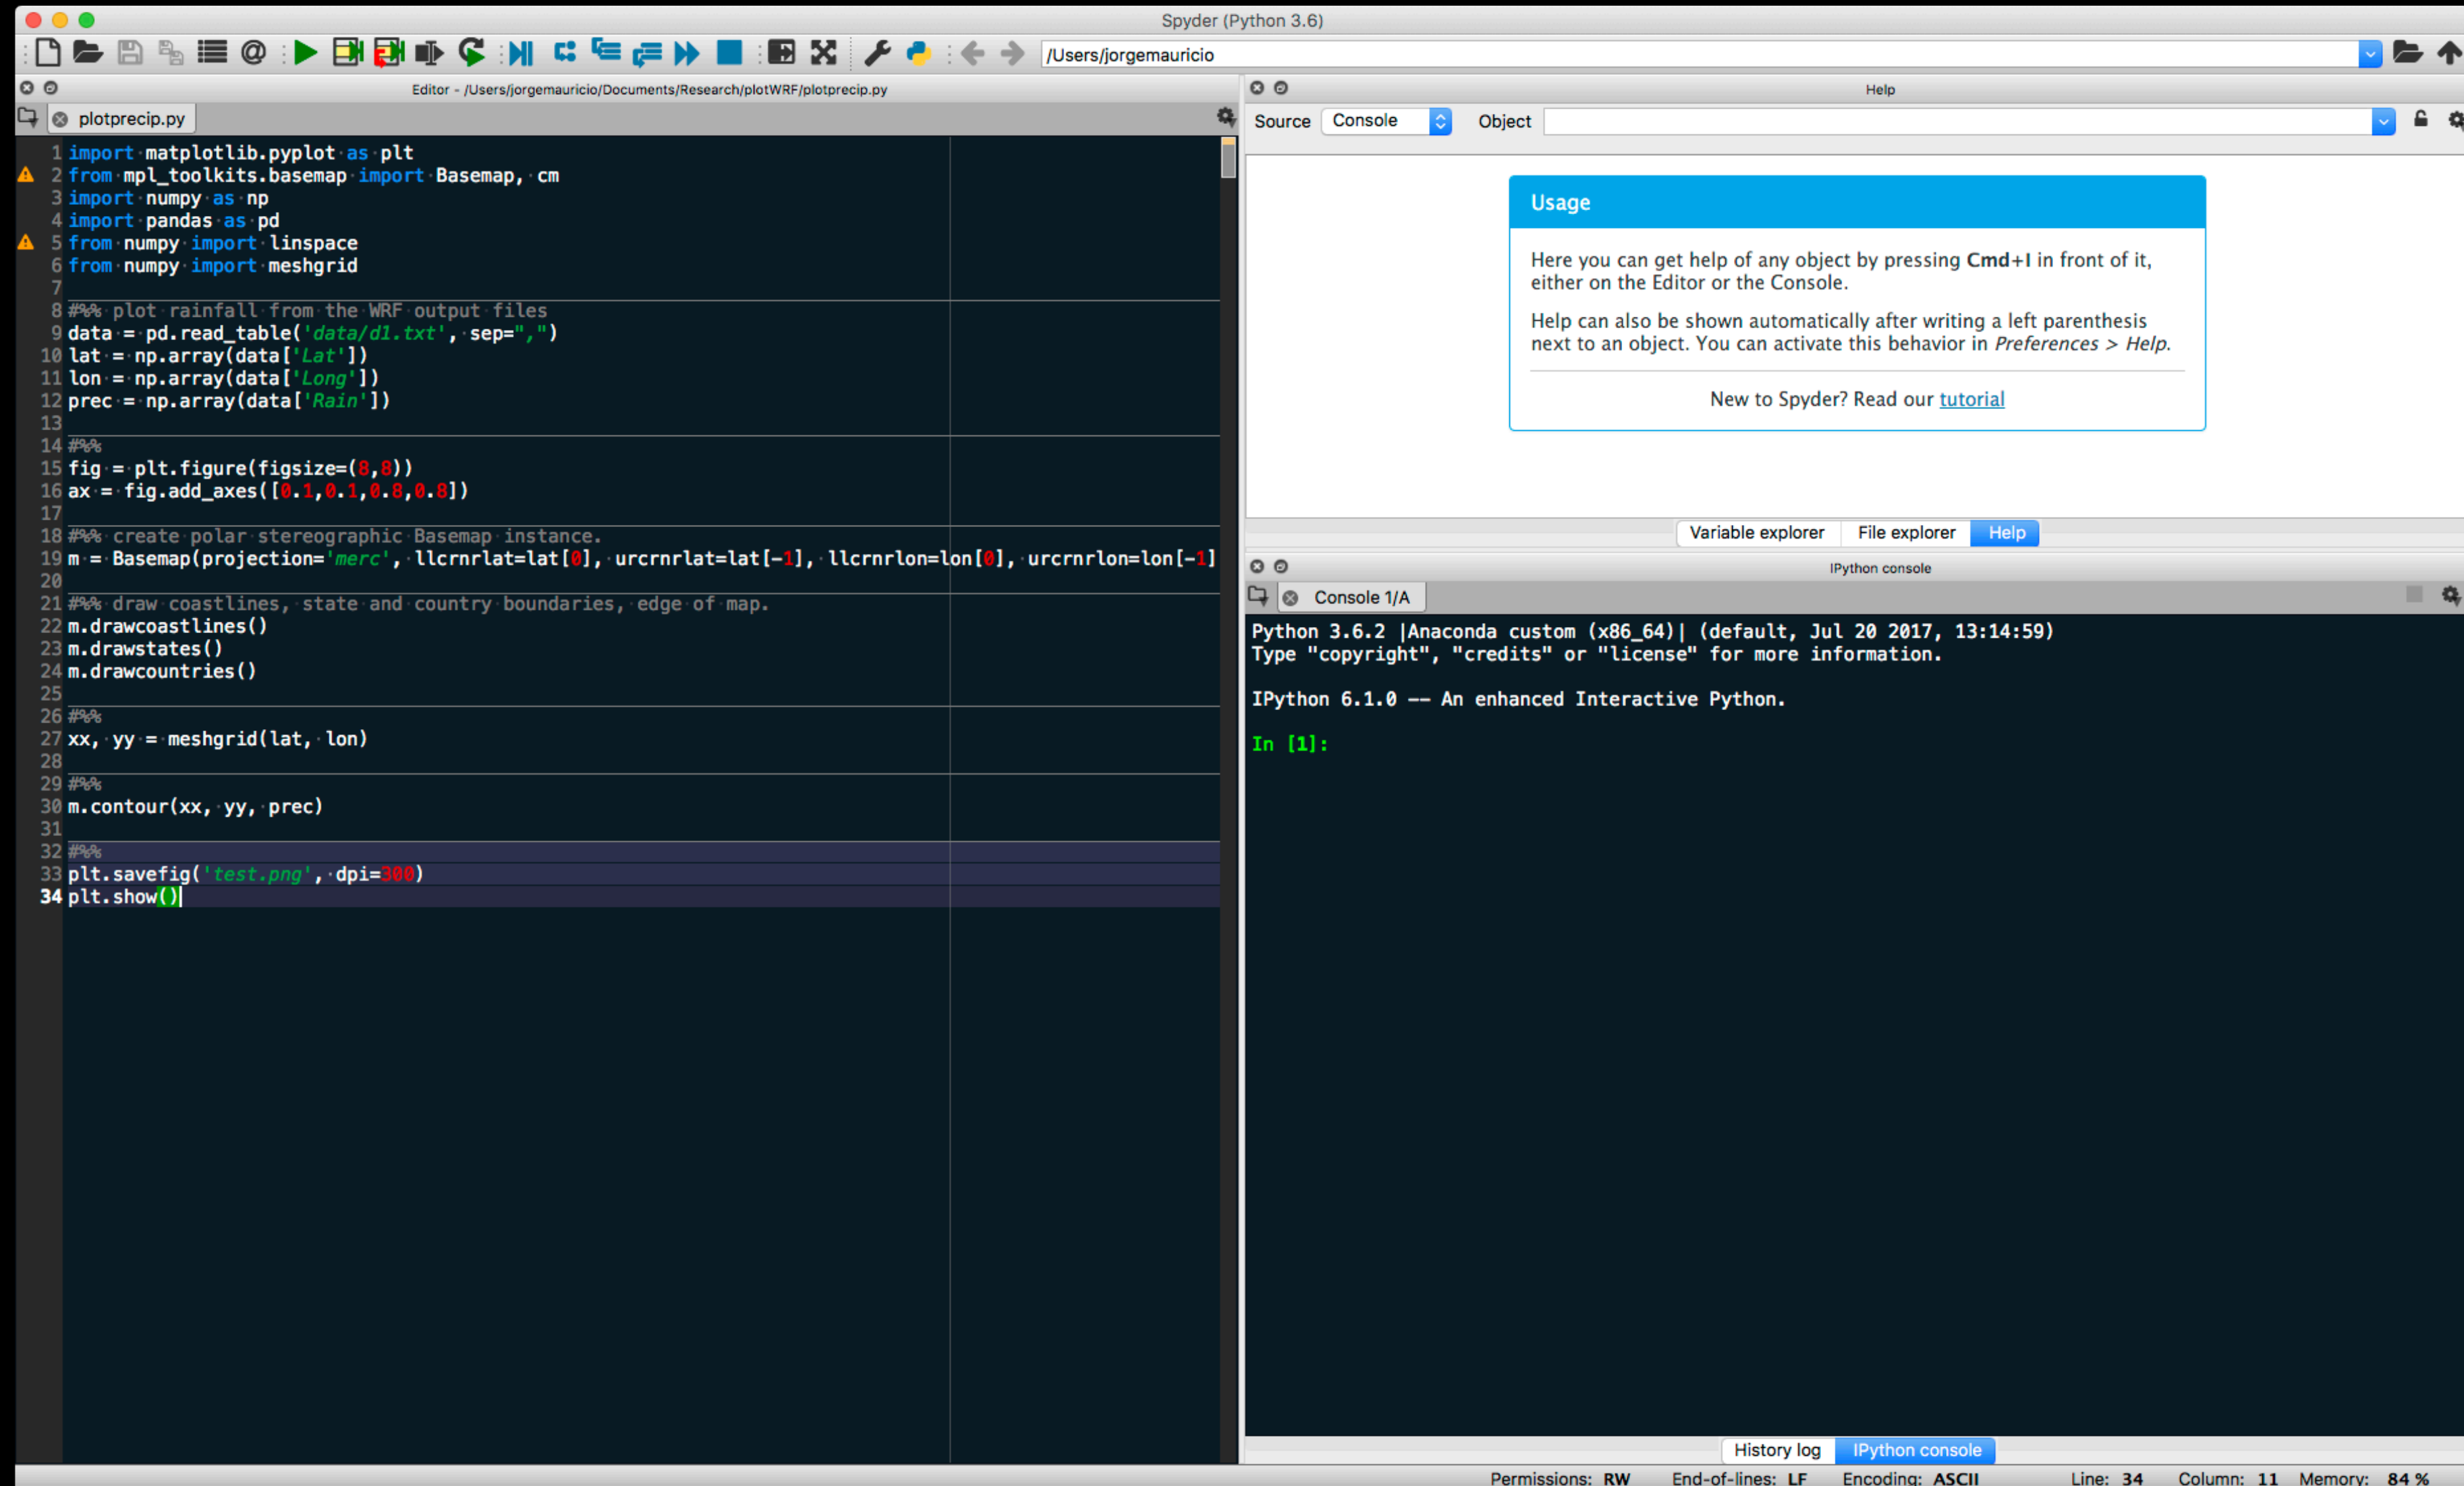 Spyder (Python 3.6)
/Users/jorgemauricio
Editor - /Users/jorgemauricio/Documents/Research/plotWRF/plotprecip.py
plotprecip.py
1 import matplotlib.pyplot as plt
2 from mpl_toolkits.basemap import Basemap, cm
3 import numpy as np
4 import pandas as pd
5 from numpy import linspace
6 from numpy import meshgrid
7
8 #%% plot rainfall from the WRF output files
9 data = pd.read_table('data/d1.txt', sep=",")
10 lat = np.array(data['Lat'])
11 lon = np.array(data['Long'])
12 prec = np.array(data['Rain'])
13
14 #%%
15 fig = plt.figure(figsize=(8,8))
16 ax = fig.add_axes([0.1,0.1,0.8,0.8])
17
18 #%% create polar stereographic Basemap instance.
19 m = Basemap(projection='merc', llcrnrlat=lat[0], urcrnrlat=lat[-1], llcrnrlon=lon[0], urcrnrlon=lon[-1]
20
21 #%% draw coastlines, state and country boundaries, edge of map.
22 m.drawcoastlines()
23 m.drawstates()
24 m.drawcountries()
25
26 #%%
27 xx, yy = meshgrid(lat, lon)
28
29 #%%
30 m.contour(xx, yy, prec)
31
32 #%%
33 plt.savefig('test.png', dpi=300)
34 plt.show()
Help
Source Console Object
Usage
Here you can get help of any object by pressing Cmd+I in front of it,
either on the Editor or the Console.
Help can also be shown automatically after writing a left parenthesis
next to an object. You can activate this behavior in Preferences > Help.
New to Spyder? Read our tutorial
Variable explorer File explorer Help
IPython console
Console 1/A
Python 3.6.2 |Anaconda custom (x86_64)| (default, Jul 20 2017, 13:14:59)
Type "copyright", "credits" or "license" for more information.
IPython 6.1.0 -- An enhanced Interactive Python.
In [1]:
History log IPython console
Permissions: RW End-of-lines: LF Encoding: ASCII Line: 34 Column: 11 Memory: 84 %